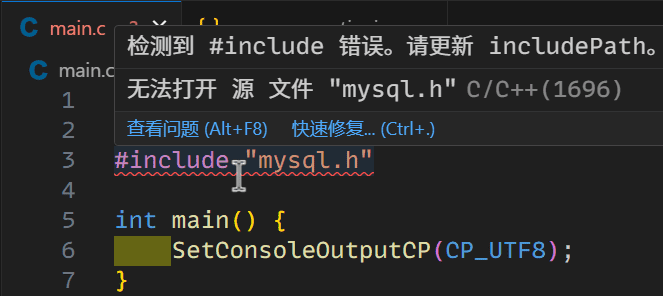 C main.c
检测到 #include 错误。请更新 includePath。
无法打开 源 文件 "mysql.h" C/C++(1696)
查看问题 (Alt+F8) 快速修复... (Ctrl+.)
C main.c
1
2
3 #include "mysql.h"
4
5 int main() {
6 SetConsoleOutputCP(CP_UTF8);
7 }